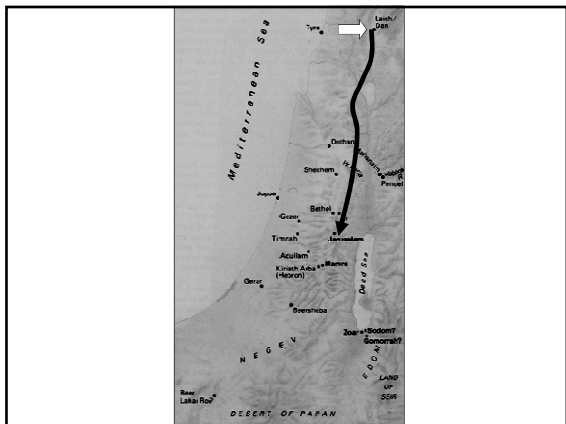 Laish/
Dan
Tyre
Mediterranean Sea
Dothan
Mahanaim
Shechem
Penuel
Joppa
Bethel
Gezer
Timnah
Jerusalem
Adullam
Mamre
Kiriath Arba
(Hebron)
Dead Sea
Gerar
Beersheba
Zoar
Sodom?
Gomorrah?
NEGEV
EDOM
LAND
OF
SEIR
Beer
Lahai Roi
DESERT OF PARAN